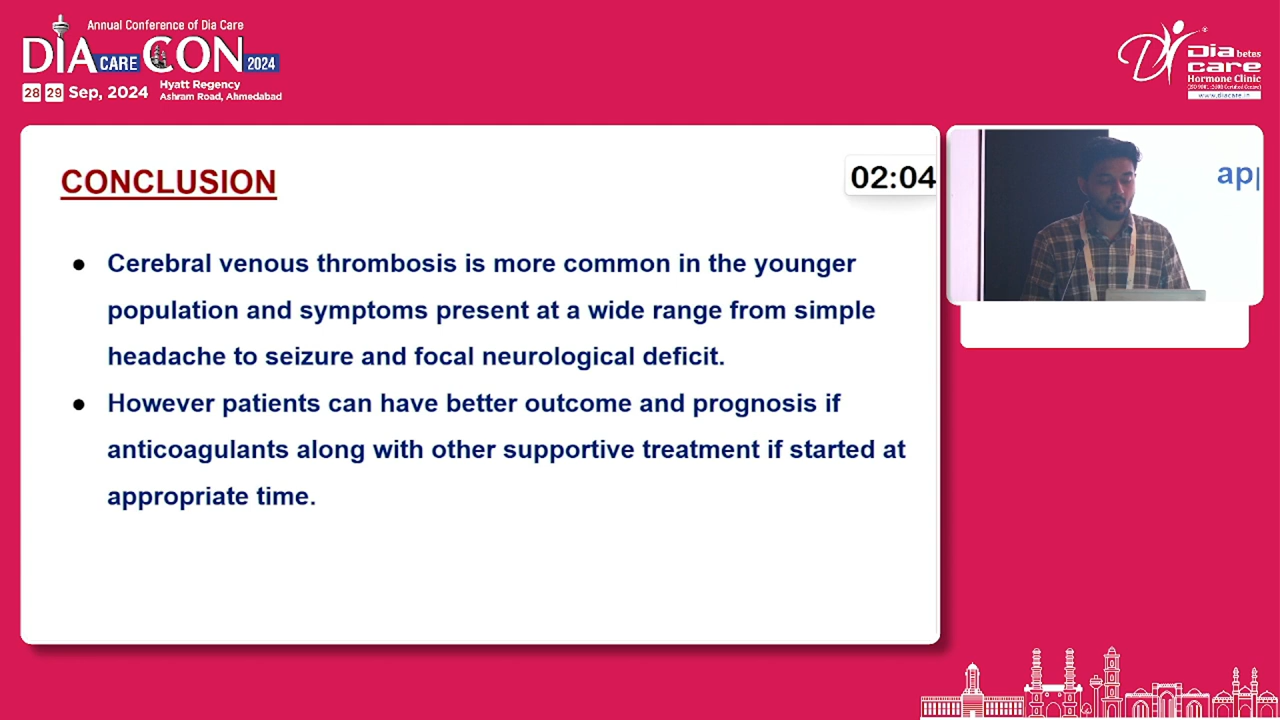 Annual Conference of Dia Care
DIA CARE CON 2024
28 29 Sep, 2024
Hyatt Regency
Ashram Road, Ahmedabad
Dia betes
care
Hormone Clinic
www.diacare.in
CONCLUSION
02:04
● Cerebral venous thrombosis is more common in the younger
population and symptoms present at a wide range from simple
headache to seizure and focal neurological deficit.
● However patients can have better outcome and prognosis if
anticoagulants along with other supportive treatment if started at
appropriate time.
ap